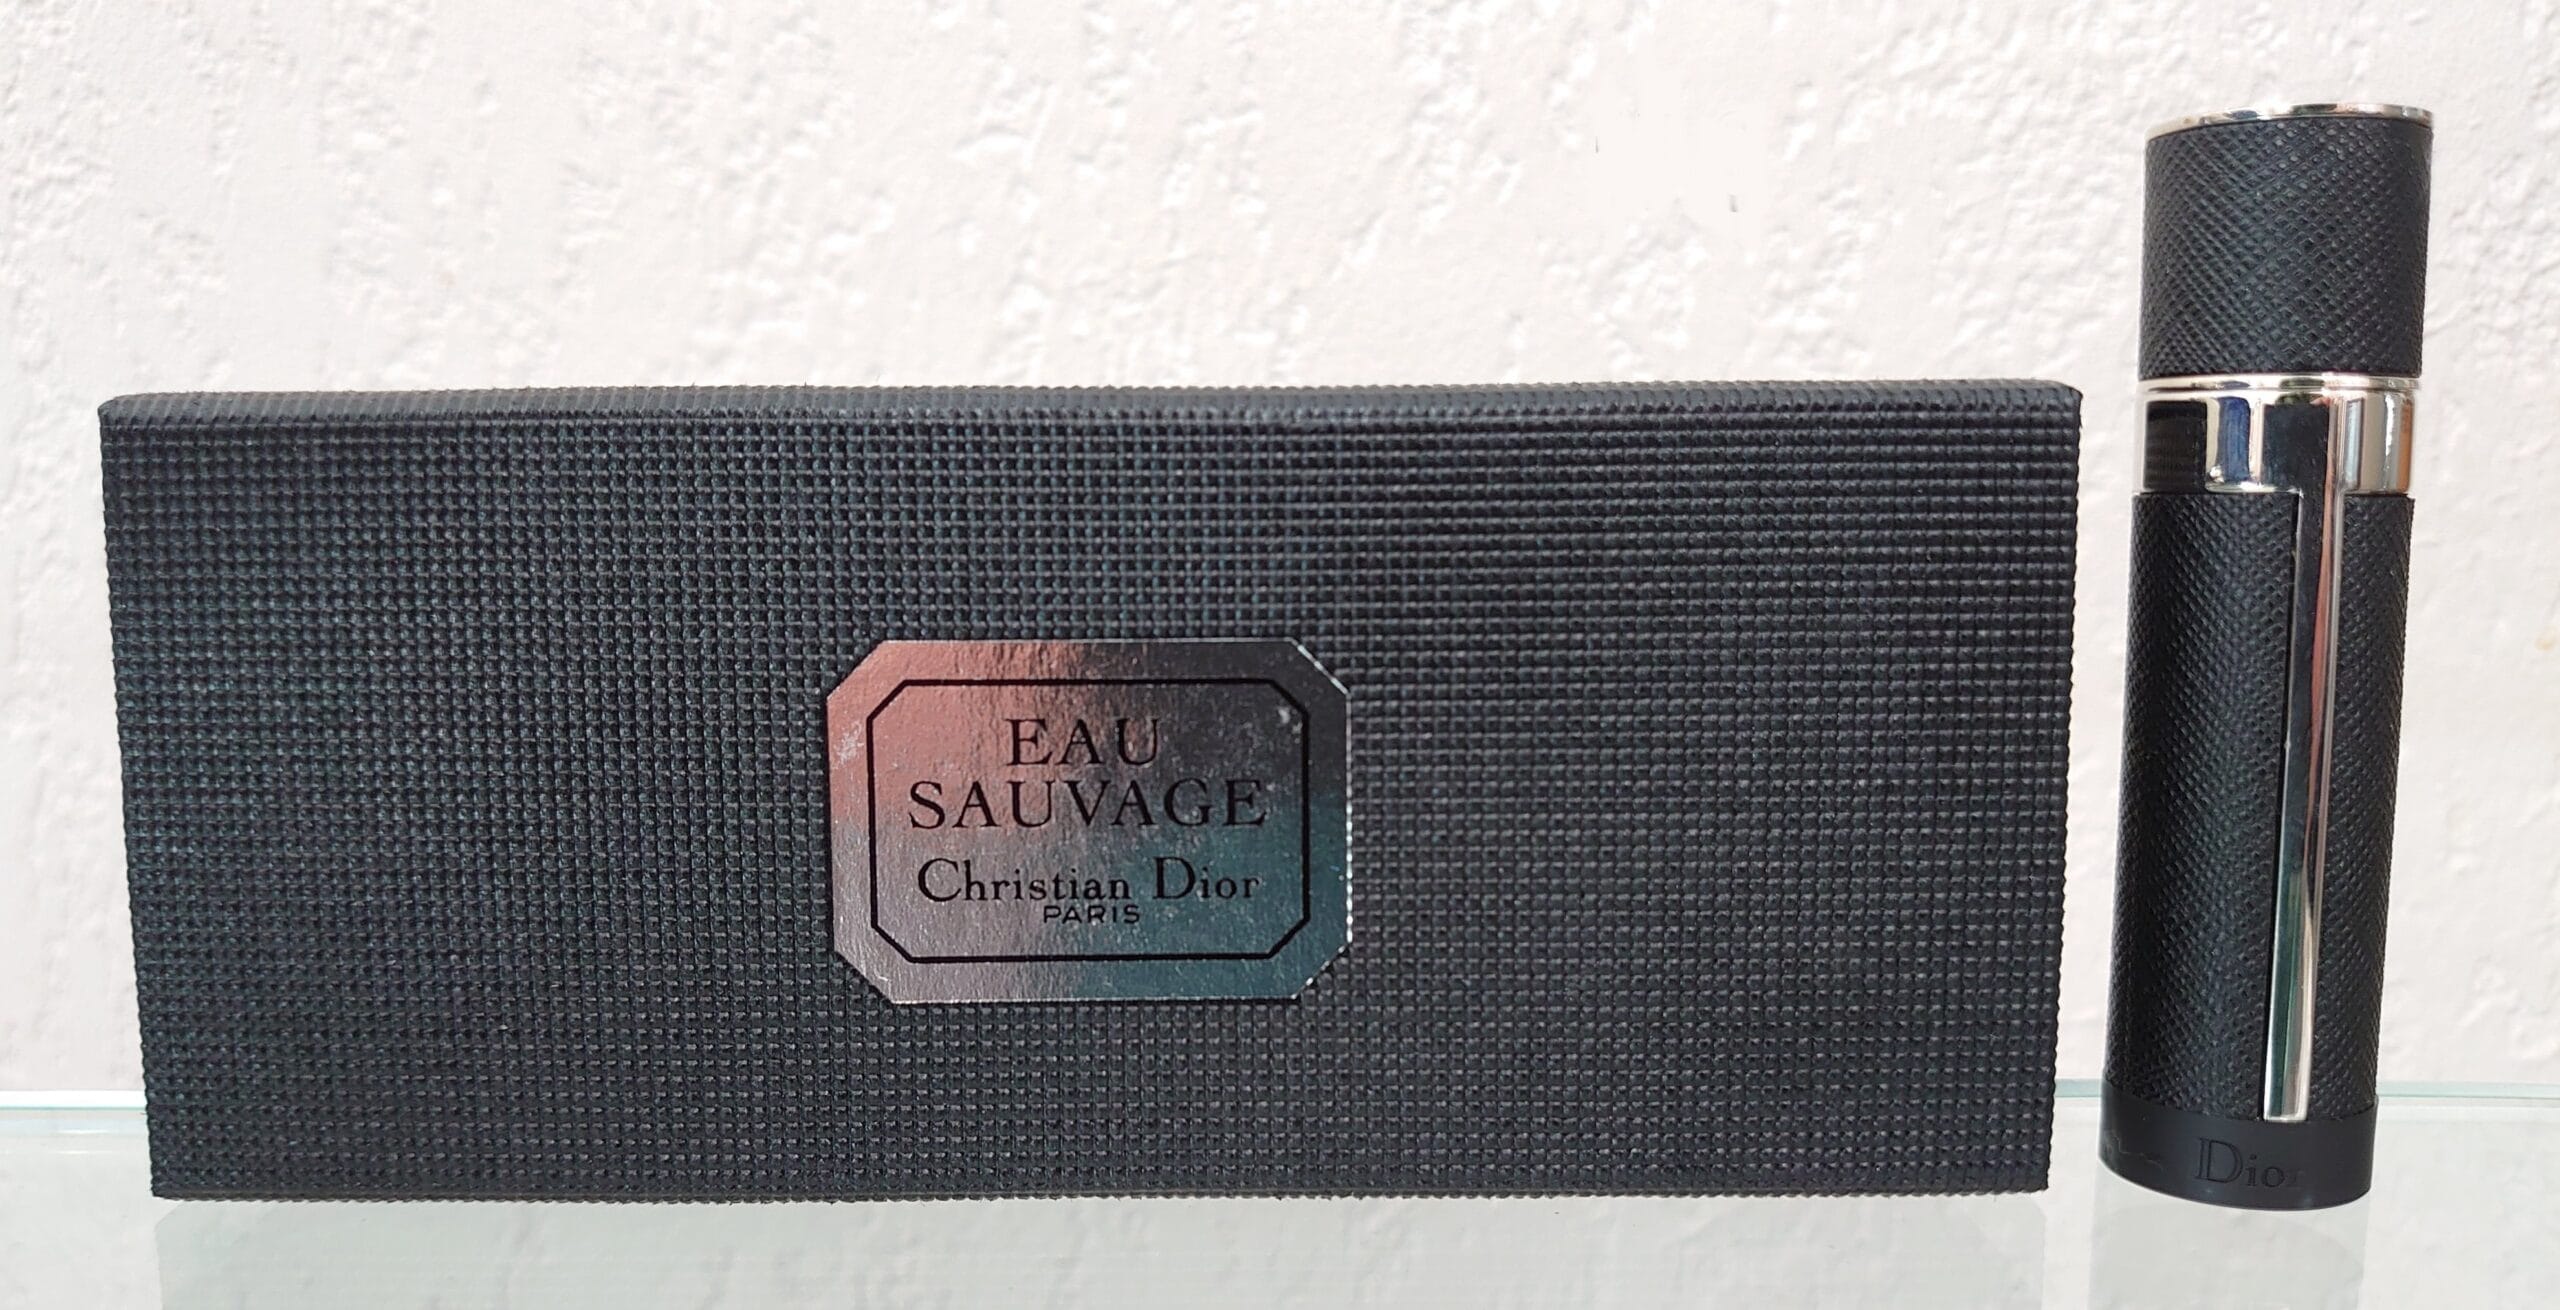 EAU
SAUVAGE
Christian Dior
PARIS
Dior